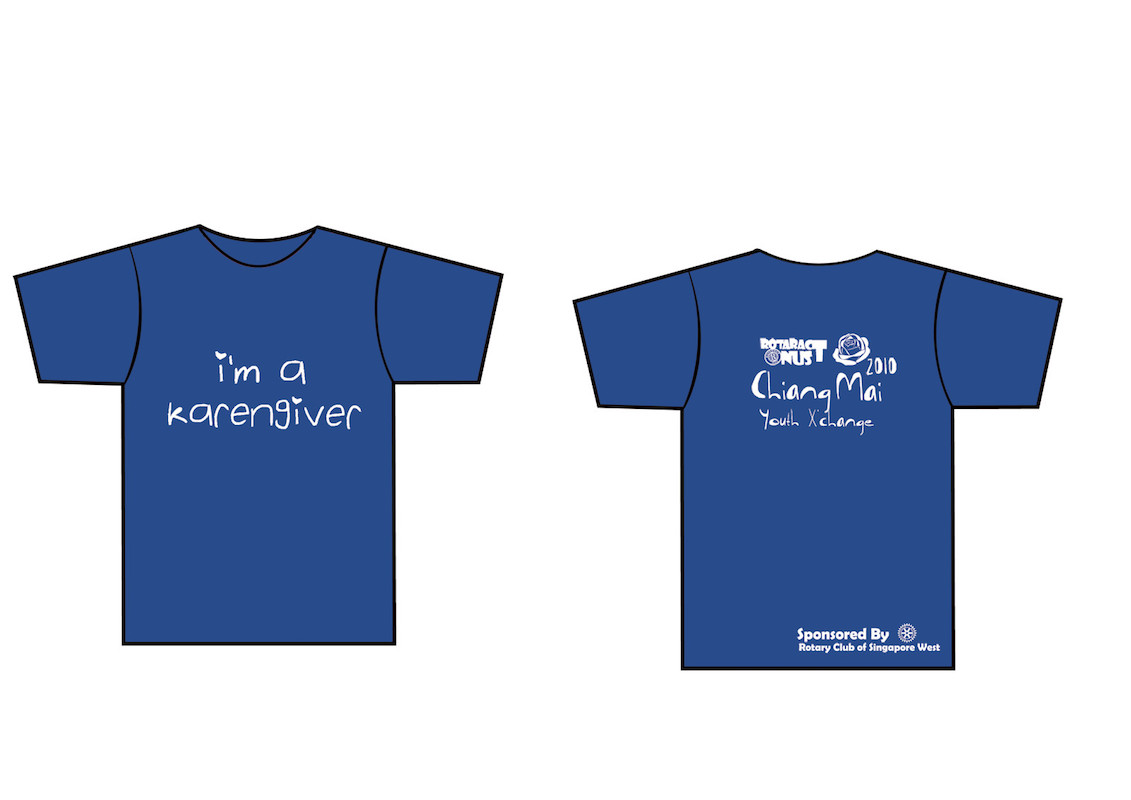 i'm a
karengiver
ROTARACT
NUS
2010
Chiang Mai
Youth X'change
Sponsored By
Rotary Club of Singapore West